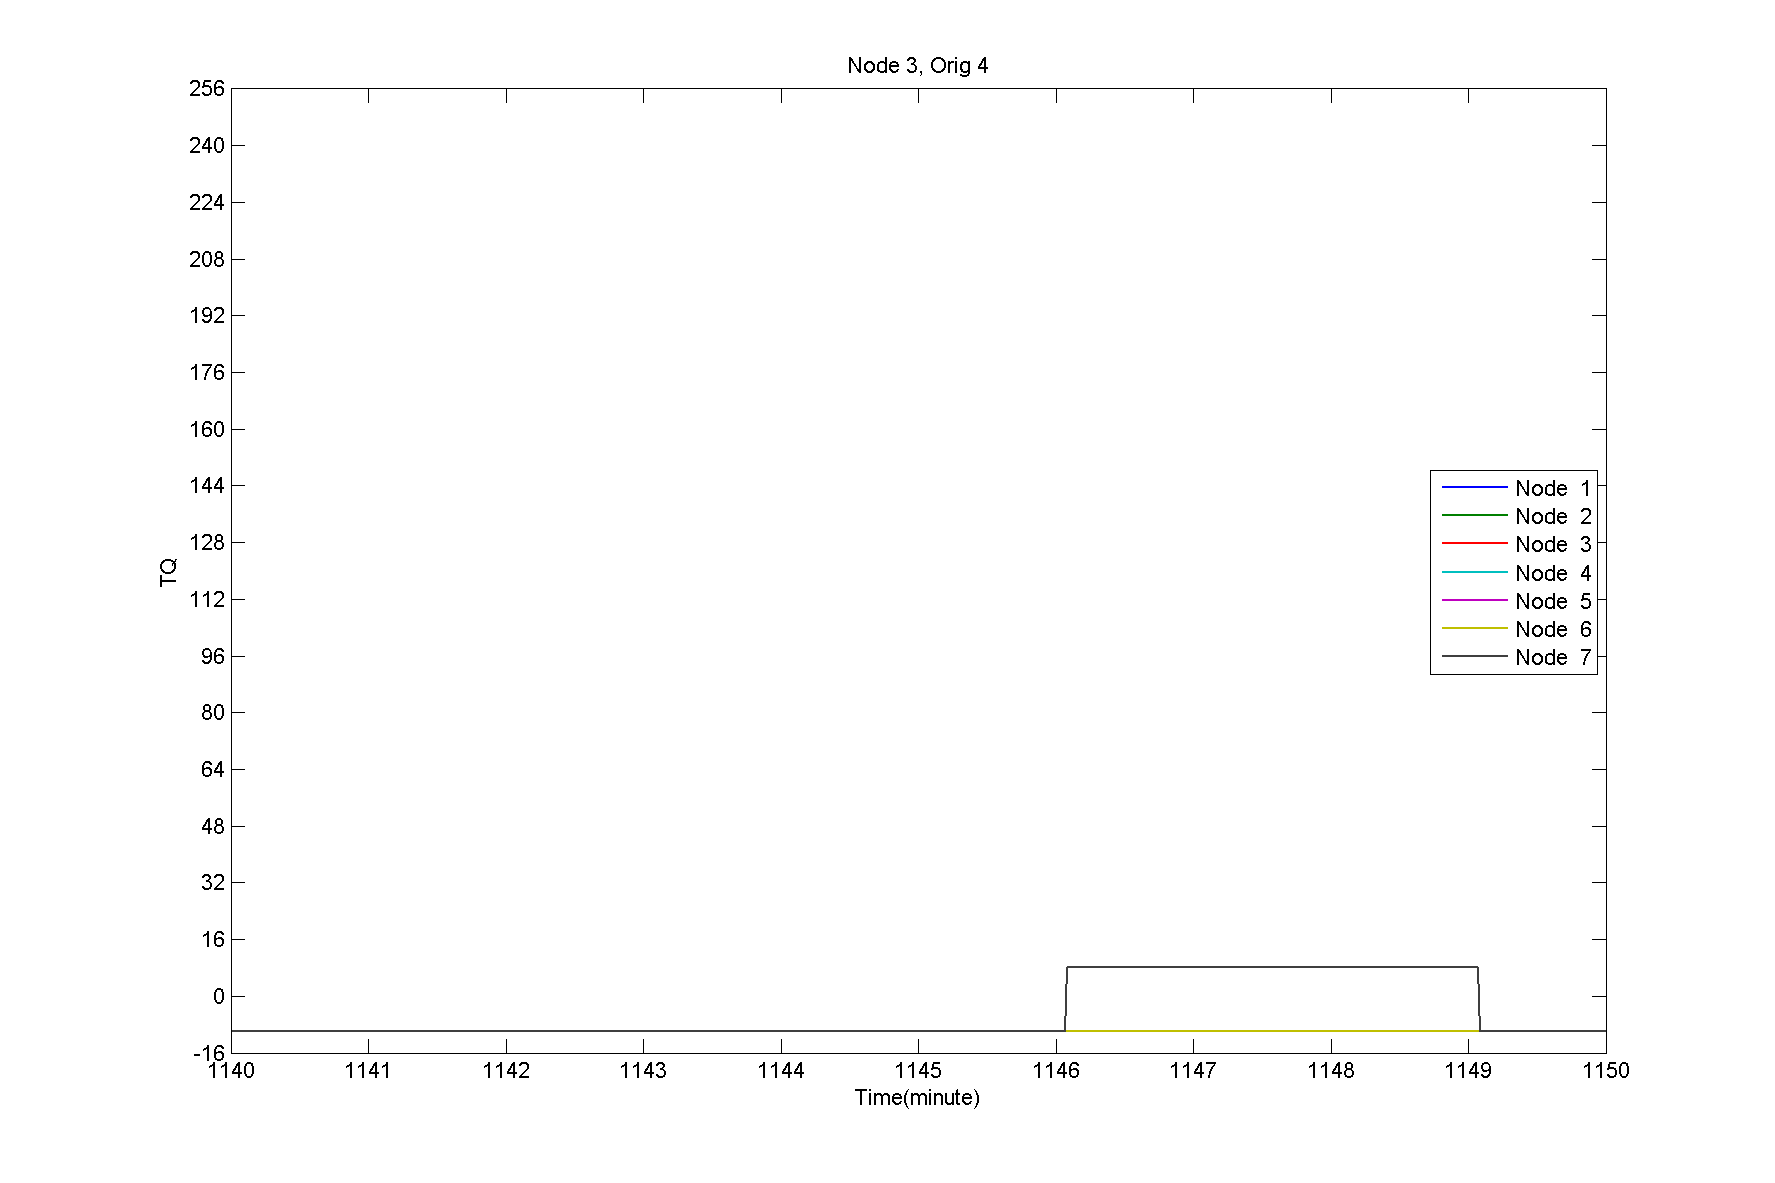 Node 3, Orig 4
256
240
224
208
192
176
160
144
128
112
96
80
64
48
32
16
0
-16
TQ
Node 1
Node 2
Node 3
Node 4
Node 5
Node 6
Node 7
1140 1141 1142 1143 1144 1145 1146 1147 1148 1149 1150
Time(minute)